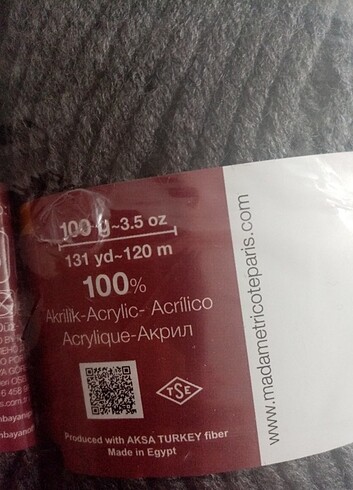 100 g~3.5 oz
131 yd~120 m
100%
Akrilik-Acrylic- Acrílico
Acrylique-Акрил
TSE
Produced with AKSA TURKEY fiber
Made in Egypt
www.madametricoteparis.com